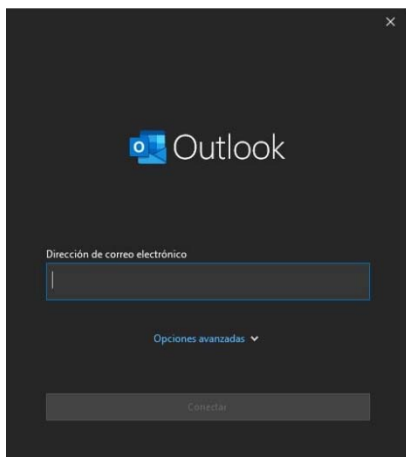 Outlook
Dirección de correo electrónico
Opciones avanzadas
Conectar